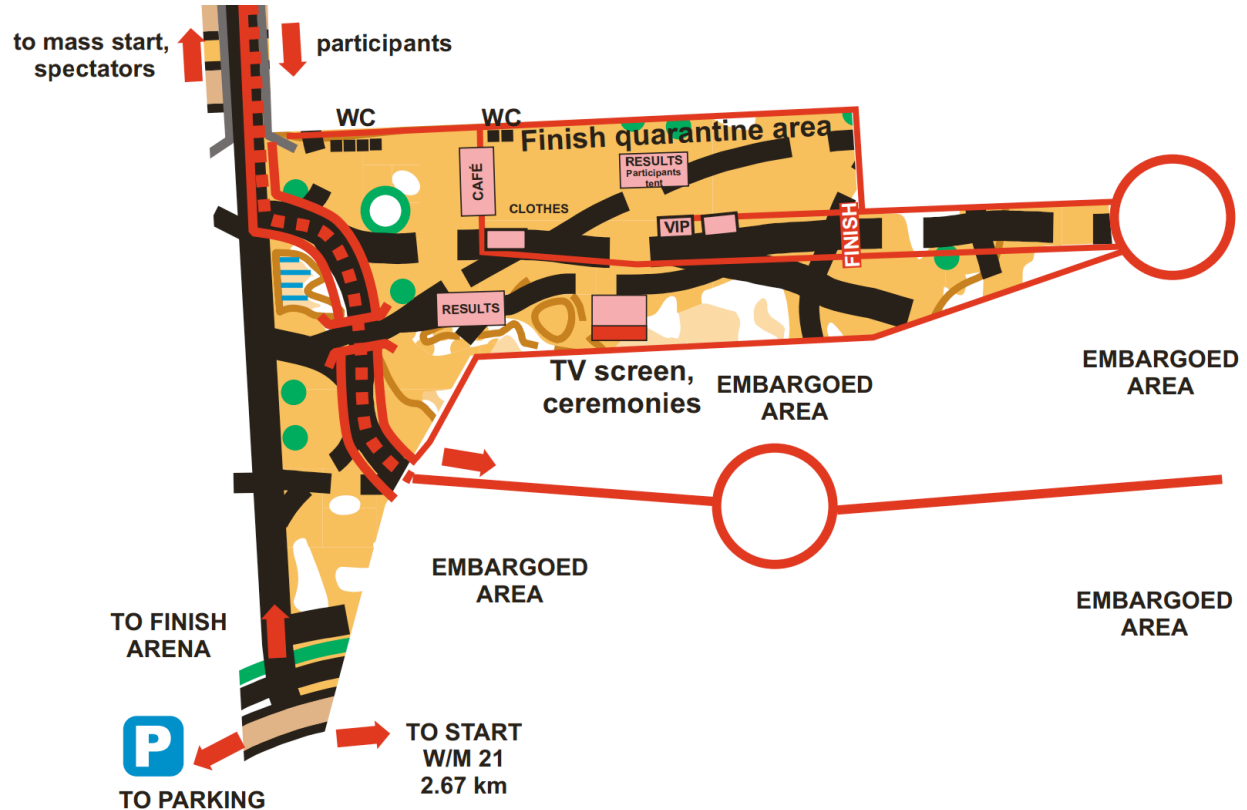 to mass start,
spectators
participants
WC
WC
Finish quarantine area
CAFÉ
RESULTS
Participants
tent
CLOTHES
VIP
FINISH
RESULTS
TV screen,
ceremonies
EMBARGOED
AREA
EMBARGOED
AREA
EMBARGOED
AREA
EMBARGOED
AREA
TO FINISH
ARENA
P
TO PARKING
TO START
W/M 21
2.67 km